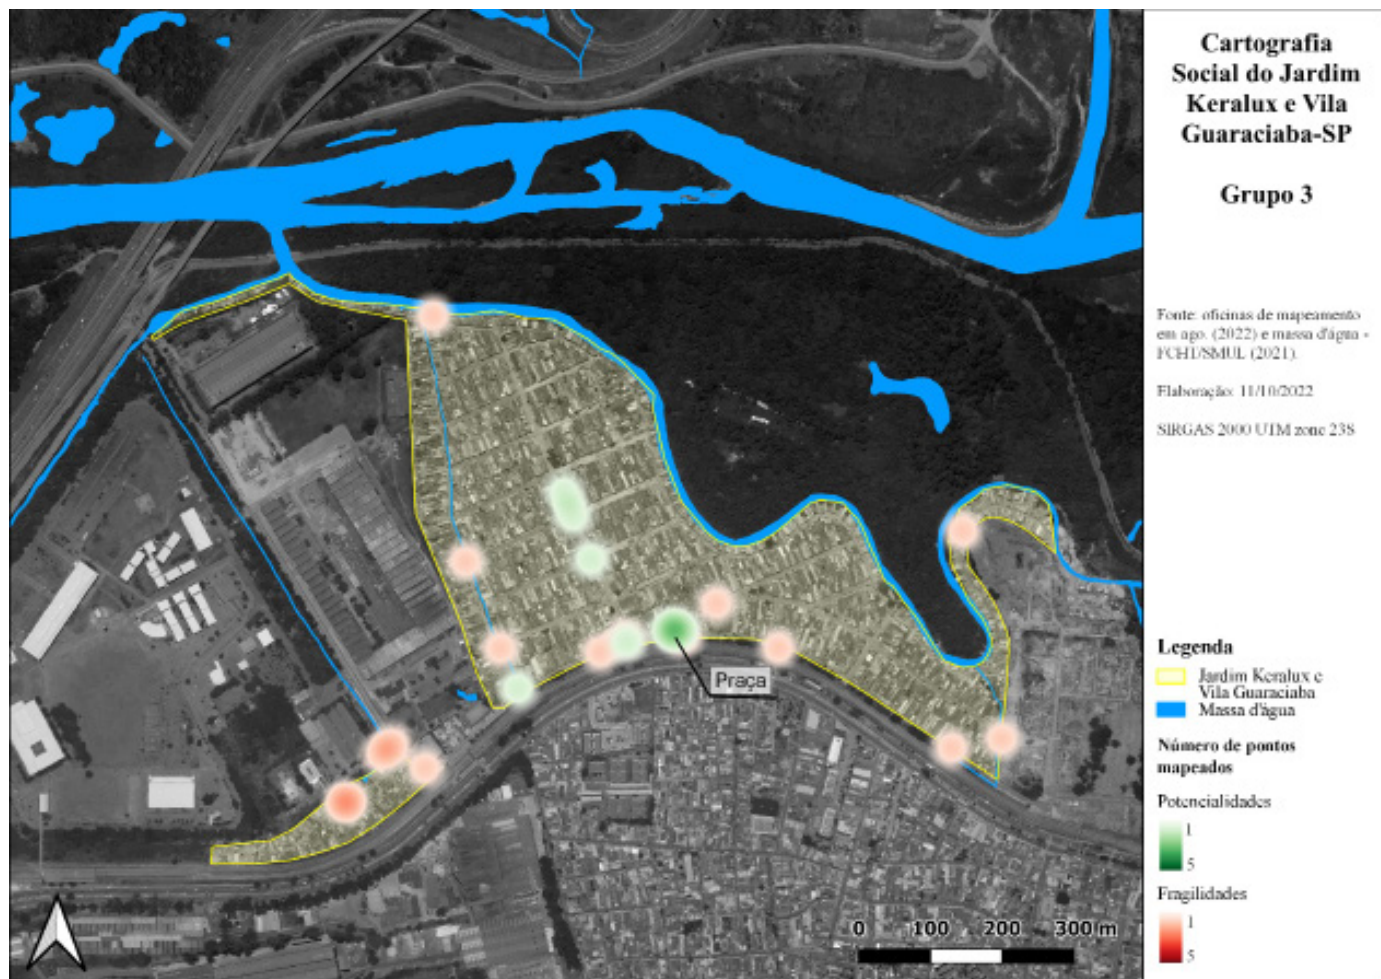 Cartografia
Social do Jardim
Keralux e Vila
Guaraciaba-SP
Grupo 3
Fonte: oficinas de mapeamento
em ago. (2022) e massa d'água -
FCHT/SMUL (2021).
Elaboração: 11/10/2022
SIRGAS 2000 UTM zone 23S
Praça
Legenda
Jardim Keralux e
Vila Guaraciaba
Massa d'água
Número de pontos
mapeados
Potencialidades
1
5
Fragilidades
1
5
0 100 200 300 m